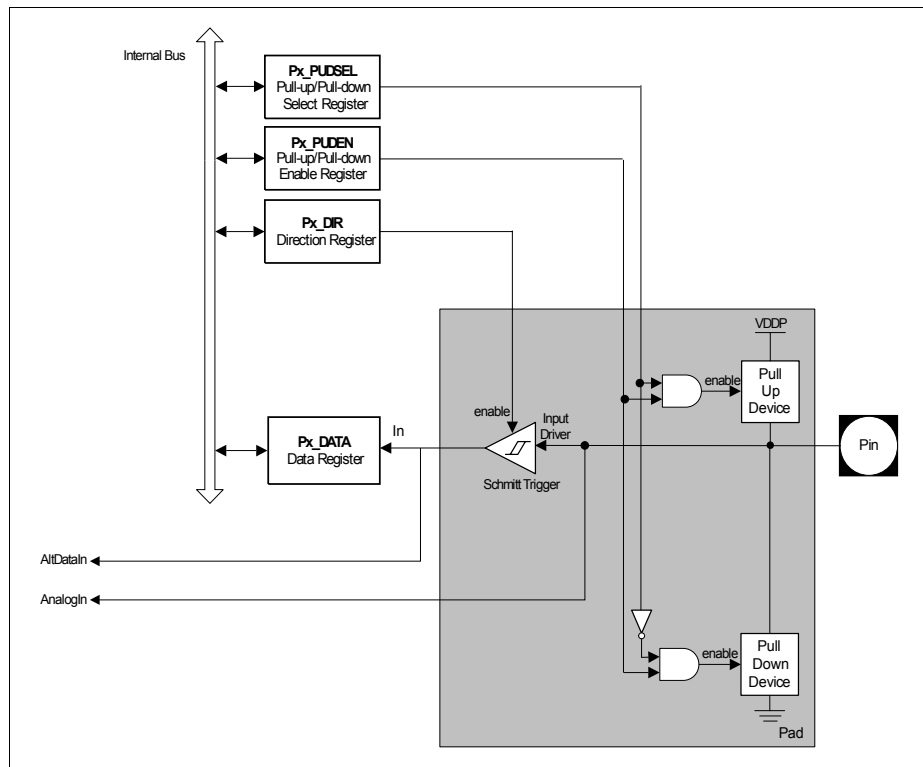 Internal Bus
Px_PUDSEL
Pull-up/Pull-down
Select Register
Px_PUDEN
Pull-up/Pull-down
Enable Register
Px_DIR
Direction Register
VDDP
Pull
Up
Device
enable
enable
Input
Driver
In
Px_DATA
Data Register
Schmitt Trigger
Pin
AltDataIn
AnalogIn
enable
Pull
Down
Device
Pad